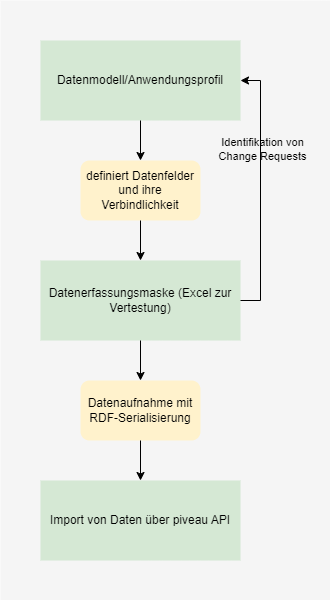 Datenmodell/Anwendungsprofil
Identifikation von
Change Requests
definiert Datenfelder
und ihre
Verbindlichkeit
Datenerfassungsmaske (Excel zur
Vertestung)
Datenaufnahme mit
RDF-Serialisierung
Import von Daten über piveau API